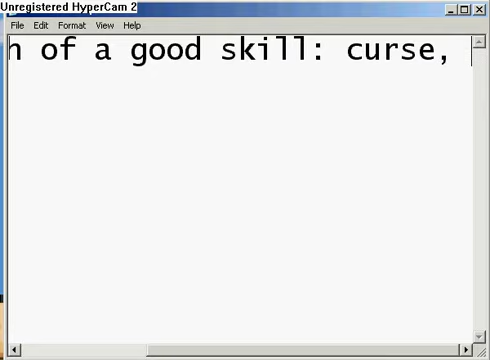 Unregistered HyperCam 2
File Edit Format View Help
n of a good skill: curse,